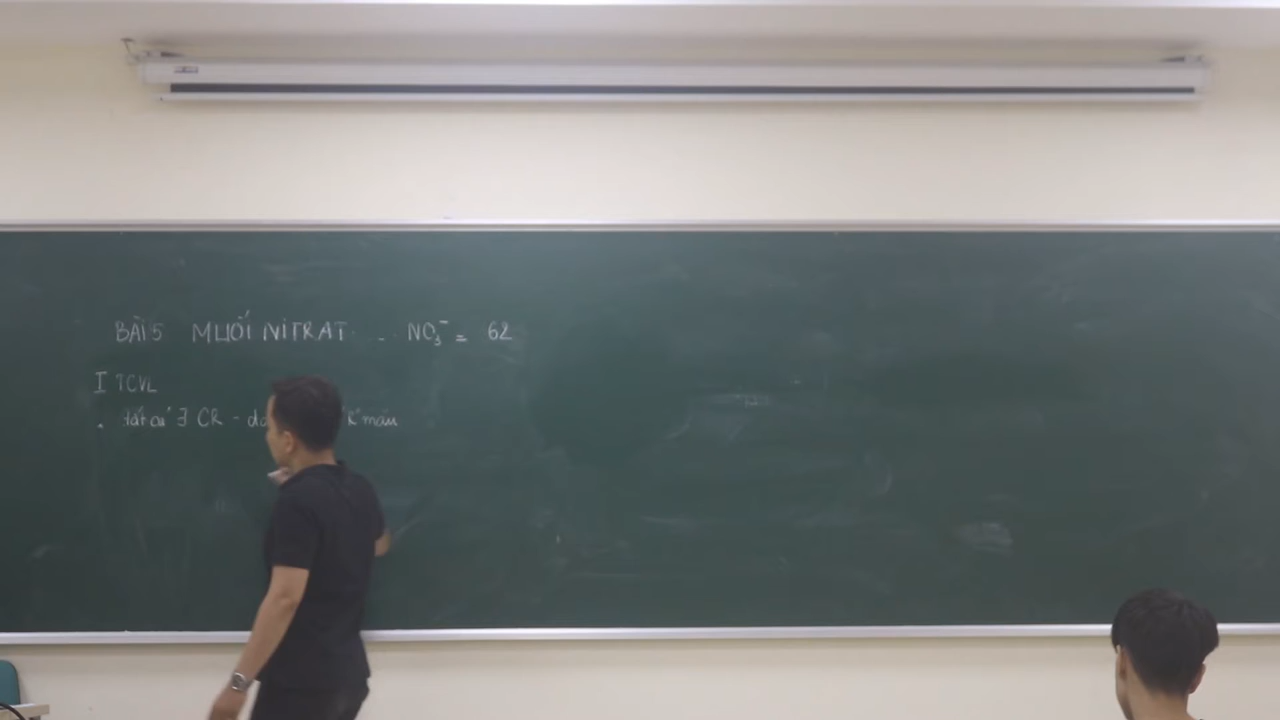 BÀI 5 MUỐI NITRAT. - . NO₃⁻ = 62
I TCVL
. tất cả ∃ CR - K° màu